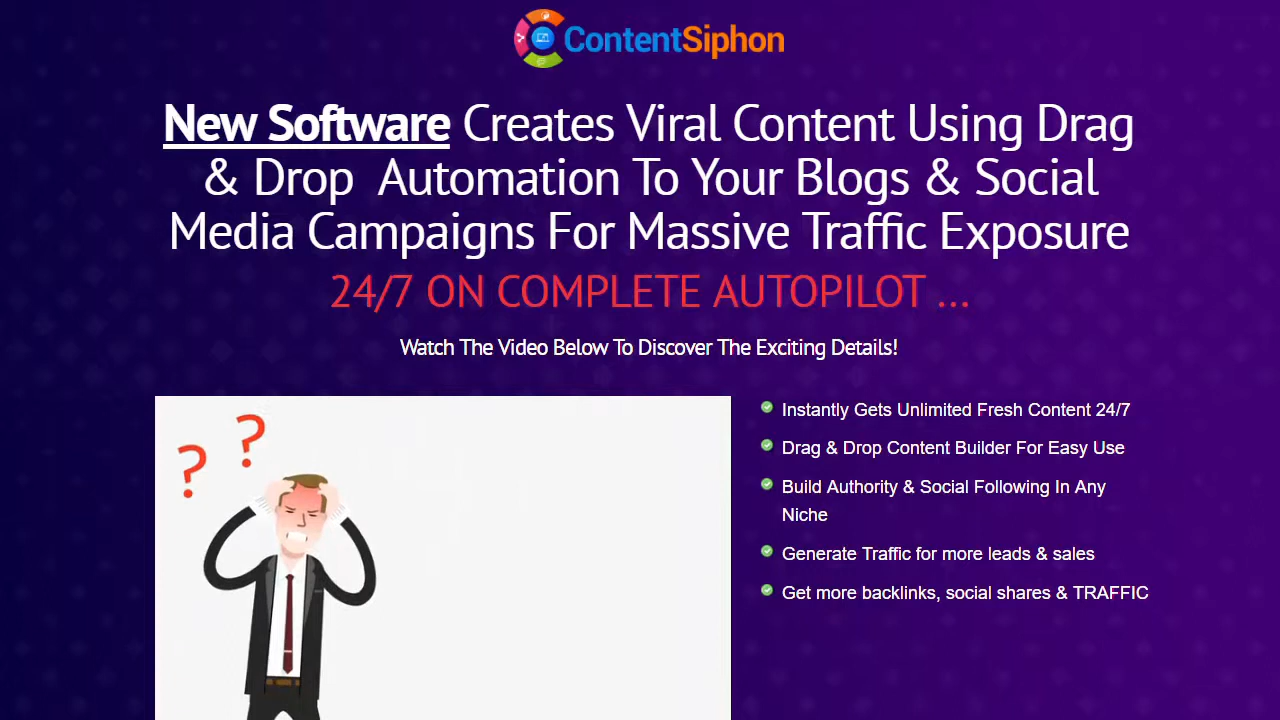 ContentSiphon
New Software Creates Viral Content Using Drag
& Drop Automation To Your Blogs & Social
Media Campaigns For Massive Traffic Exposure
24/7 ON COMPLETE AUTOPILOT ...
Watch The Video Below To Discover The Exciting Details!
? ?
Instantly Gets Unlimited Fresh Content 24/7
Drag & Drop Content Builder For Easy Use
Build Authority & Social Following In Any
Niche
Generate Traffic for more leads & sales
Get more backlinks, social shares & TRAFFIC